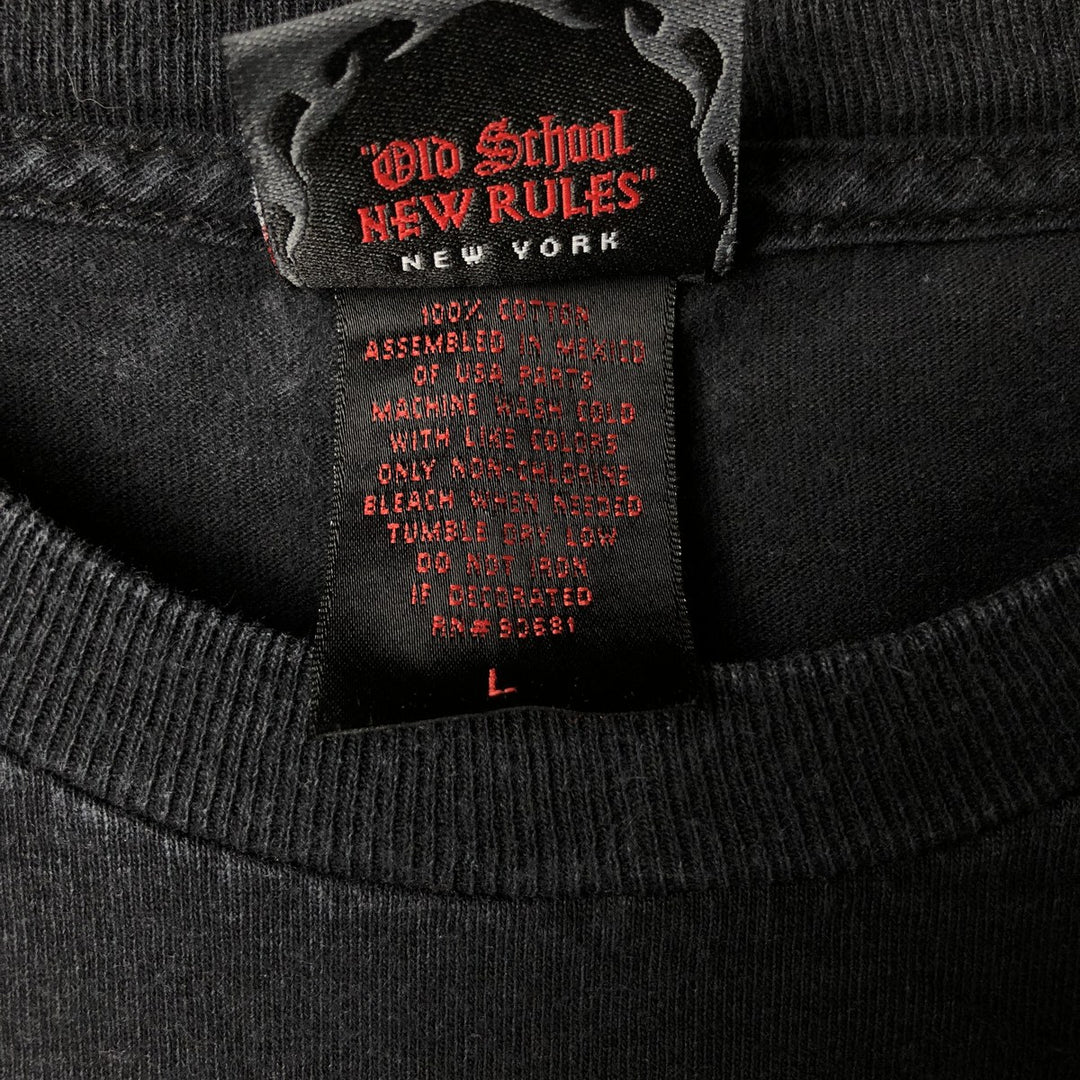 "Old School
NEW RULES"
NEW YORK
100% COTTON
ASSEMBLED IN MEXICO
OF USA PARTS
MACHINE WASH COLD
WITH LIKE COLORS
ONLY NON-CHLORINE
BLEACH WHEN NEEDED
TUMBLE DRY LOW
DO NOT IRON
IF DECORATED
RN#
L